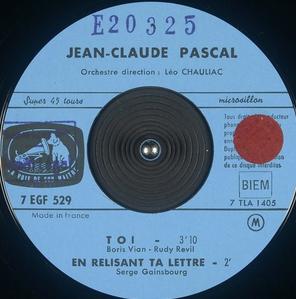 E20325
JEAN-CLAUDE PASCAL
Orchestre direction : Léo CHAULIAC
Super 45 tours
microsillon
LA VOIX DE SON MAITRE
BIEM
7 EGF 529
7 TLA 1405
Made in France
TOI - 3'10
Boris Vian - Rudy Revil
M
EN RELISANT TA LETTRE - 2'
Serge Gainsbourg